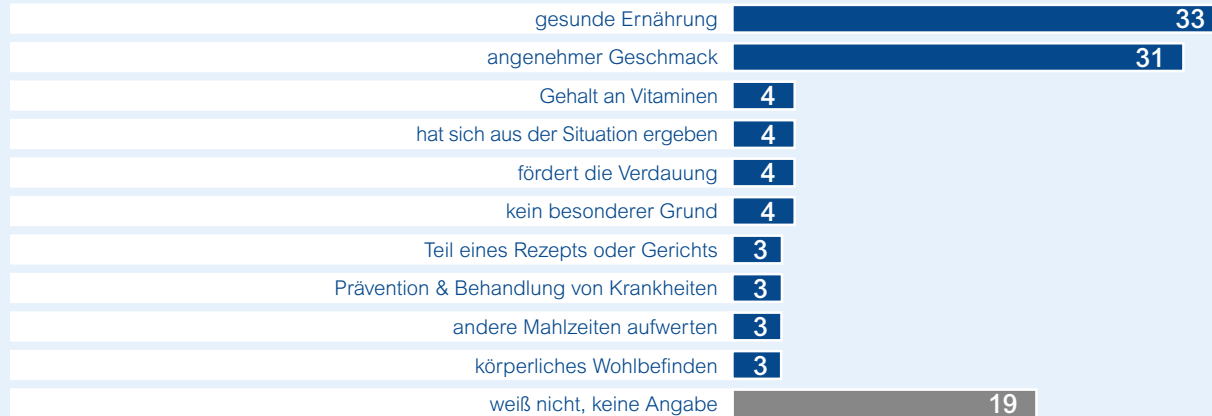 gesunde Ernährung 33
angenehmer Geschmack 31
Gehalt an Vitaminen 4
hat sich aus der Situation ergeben 4
fördert die Verdauung 4
kein besonderer Grund 4
Teil eines Rezepts oder Gerichts 3
Prävention & Behandlung von Krankheiten 3
andere Mahlzeiten aufwerten 3
körperliches Wohlbefinden 3
weiß nicht, keine Angabe 19